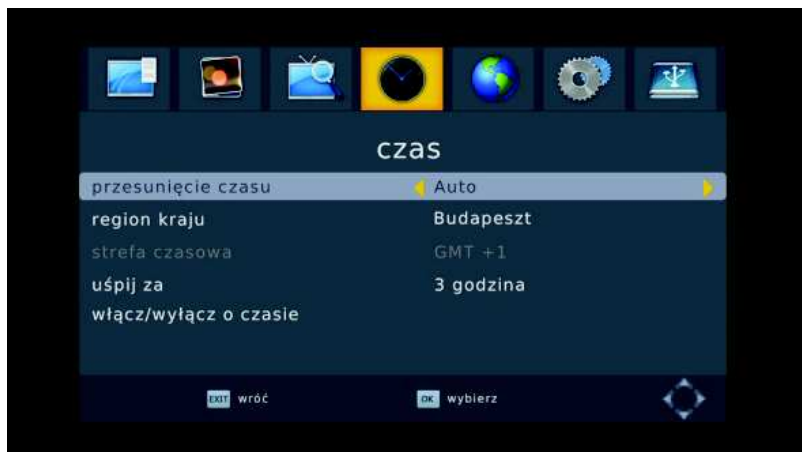 czas
przesunięcie czasu Auto
region kraju Budapeszt
strefa czasowa GMT +1
uśpij za 3 godzina
włącz/wyłącz o czasie
EXIT wróć OK wybierz